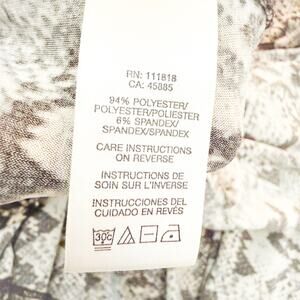 RN: 111818
CA: 45885
94% POLYESTER/
POLYESTER/POLIESTER
6% SPANDEX/
SPANDEX/SPANDEX
CARE INSTRUCTIONS
ON REVERSE
INSTRUCTIONS DE
SOIN SUR L'INVERSE
INSTRUCCIONES DEL
CUIDADO EN REVÉS
30C